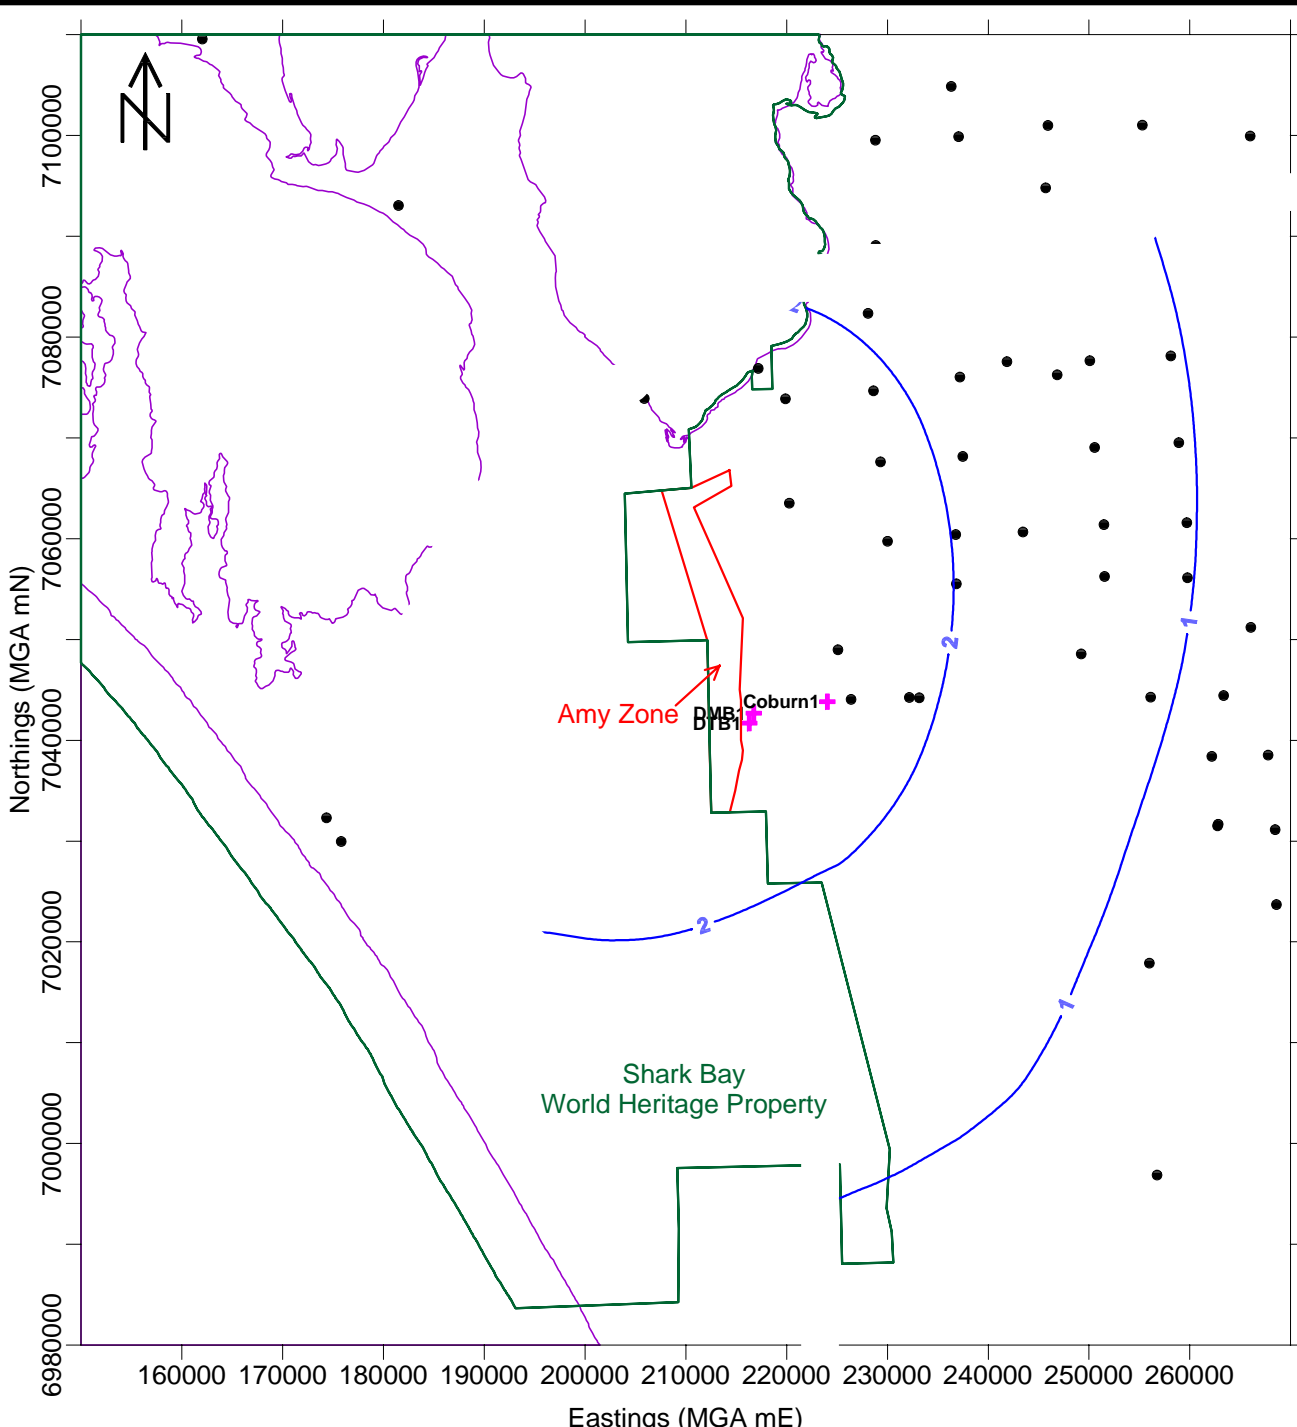 N
7100000
7080000
7060000
7040000
7020000
7000000
6980000
Northings (MGA mN)
2
1
2
Coburn1
DMB1
DTB1
Amy Zone
2
1
Shark Bay
World Heritage Property
160000 170000 180000 190000 200000 210000 220000 230000 240000 250000 260000
Eastings (MGA mE)